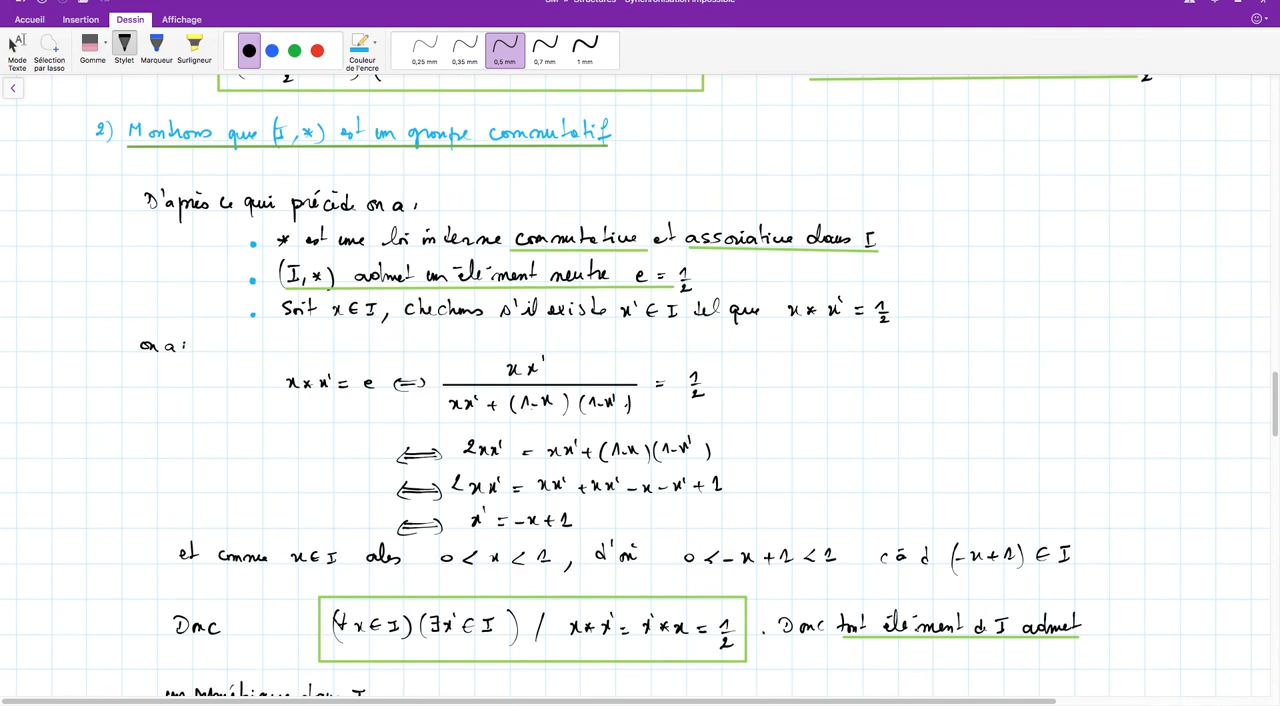 Accueil Insertion Dessin Affichage
Mode Texte Sélection par lasso Gomme Stylet Marqueur Surligneur Couleur de l'encre 0,25 mm 0,35 mm 0,5 mm 0,7 mm 1 mm
2) Montrons que (I,*) est un groupe commutatif
D'après ce qui précède on a :
• * est une loi interne commutative et associative dans I
• (I,*) admet un élément neutre e = 1/2
• Soit x ∈ I, chechons s'il existe x' ∈ I tel que x * x' = 1/2
on a :
x * x' = e ⟺ xx' / (xx' + (1-x)(1-x')) = 1/2
⟺ 2xx' = xx' + (1-x)(1-x')
⟺ 2xx' = xx' + xx' - x - x' + 1
⟺ x' = -x + 1
et comme x ∈ I alors 0 < x < 1, d'où 0 < -x + 1 < 1 càd (-x+1) ∈ I
Donc (∀x ∈ I)(∃x' ∈ I) / x * x' = x' * x = 1/2 . Donc tout élément de I admet